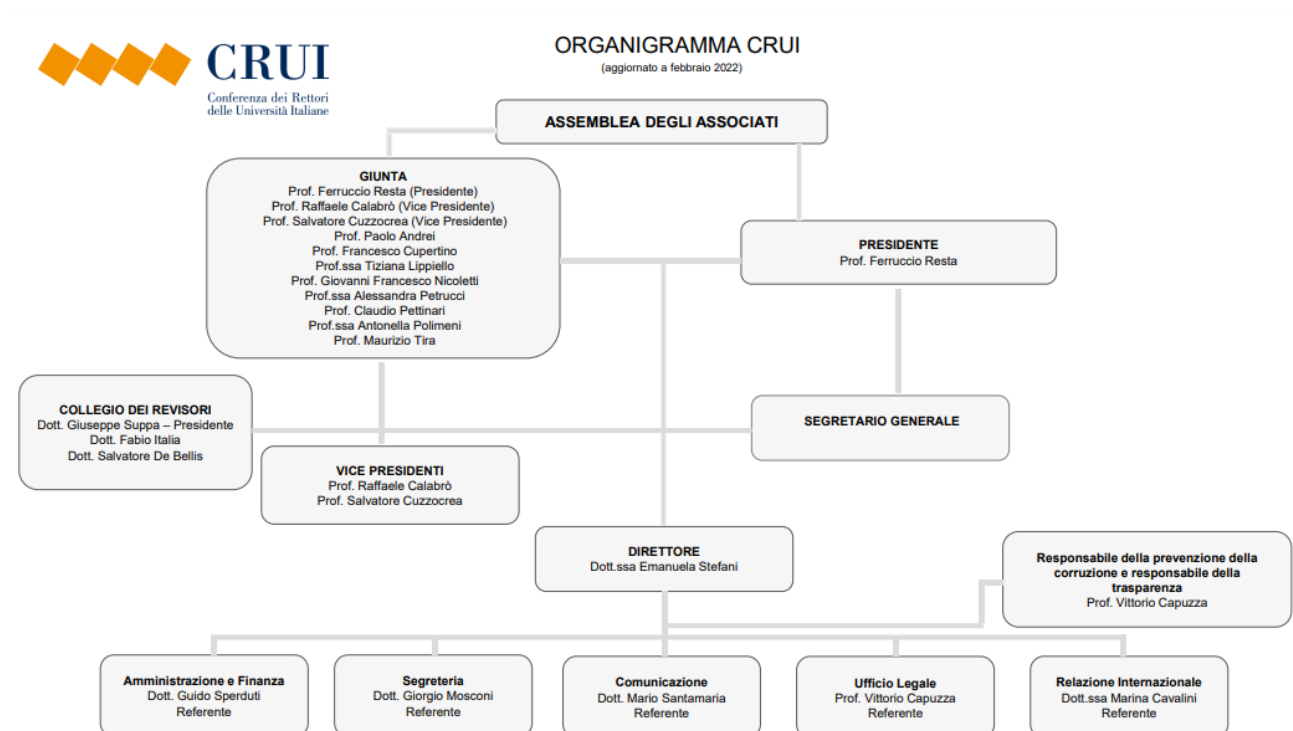 CRUI
Conferenza dei Rettori
delle Università Italiane
ORGANIGRAMMA CRUI
(aggiornato a febbraio 2022)
ASSEMBLEA DEGLI ASSOCIATI
GIUNTA
Prof. Ferruccio Resta (Presidente)
Prof. Raffaele Calabrò (Vice Presidente)
Prof. Salvatore Cuzzocrea (Vice Presidente)
Prof. Paolo Andrei
Prof. Francesco Cupertino
Prof.ssa Tiziana Lippiello
Prof. Giovanni Francesco Nicoletti
Prof.ssa Alessandra Petrucci
Prof. Claudio Pettinari
Prof.ssa Antonella Polimeni
Prof. Maurizio Tira
PRESIDENTE
Prof. Ferruccio Resta
COLLEGIO DEI REVISORI
Dott. Giuseppe Suppa – Presidente
Dott. Fabio Italia
Dott. Salvatore De Bellis
SEGRETARIO GENERALE
VICE PRESIDENTI
Prof. Raffaele Calabrò
Prof. Salvatore Cuzzocrea
DIRETTORE
Dott.ssa Emanuela Stefani
Responsabile della prevenzione della
corruzione e responsabile della
trasparenza
Prof. Vittorio Capuzza
Amministrazione e Finanza
Dott. Guido Sperduti
Referente
Segreteria
Dott. Giorgio Mosconi
Referente
Comunicazione
Dott. Mario Santamaria
Referente
Ufficio Legale
Prof. Vittorio Capuzza
Referente
Relazione Internazionale
Dott.ssa Marina Cavalini
Referente